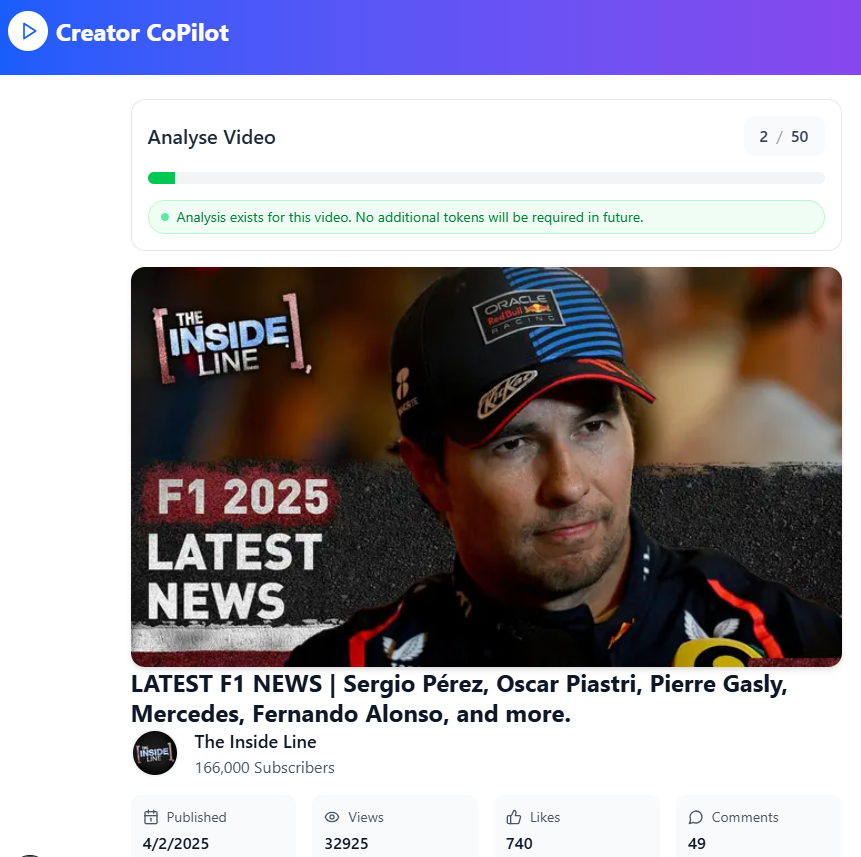 Creator CoPilot
Analyse Video
2 / 50
Analysis exists for this video. No additional tokens will be required in future.
THE
INSIDE
LINE
ORACLE
RedBull
RACING
KitKat
F1 2025
LATEST
NEWS
LATEST F1 NEWS | Sergio Pérez, Oscar Piastri, Pierre Gasly,
Mercedes, Fernando Alonso, and more.
THE
INSIDE
LINE
The Inside Line
166,000 Subscribers
Published
4/2/2025
Views
32925
Likes
740
Comments
49